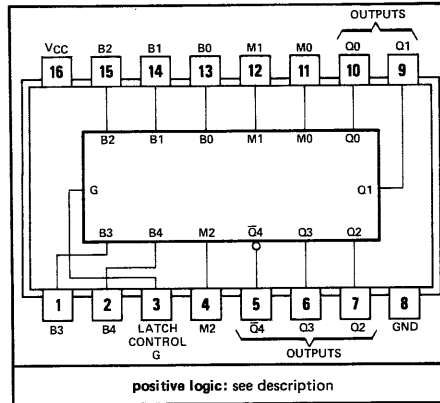 OUTPUTS
VCC B2 B1 B0 M1 M0 Q0 Q1
16 15 14 13 12 11 10 9
B2 B1 B0 M1 M0 Q0
G Q1
B3 B4 M2 Q̅4 Q3 Q2
1 2 3 4 5 6 7 8
B3 B4 LATCH CONTROL G M2 Q̅4 Q3 Q2 GND
OUTPUTS
positive logic: see description